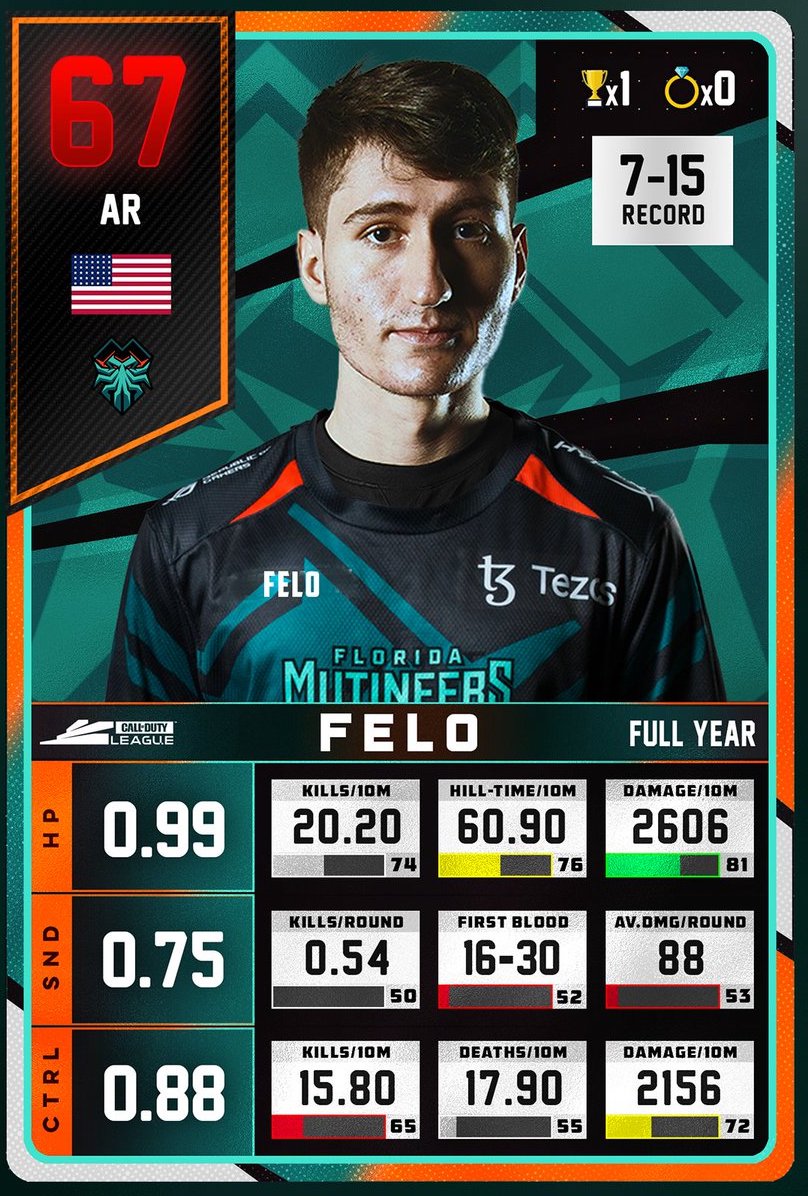 67
AR
x1 x0
7-15
RECORD
FELO
Tezos
FLORIDA
MUTINEERS
CALL OF DUTY
LEAGUE
FELO
FULL YEAR
HP
0.99
KILLS/10M
20.20
74
HILL-TIME/10M
60.90
76
DAMAGE/10M
2606
81
SND
0.75
KILLS/ROUND
0.54
50
FIRST BLOOD
16-30
52
AV.DMG/ROUND
88
53
CTRL
0.88
KILLS/10M
15.80
65
DEATHS/10M
17.90
55
DAMAGE/10M
2156
72